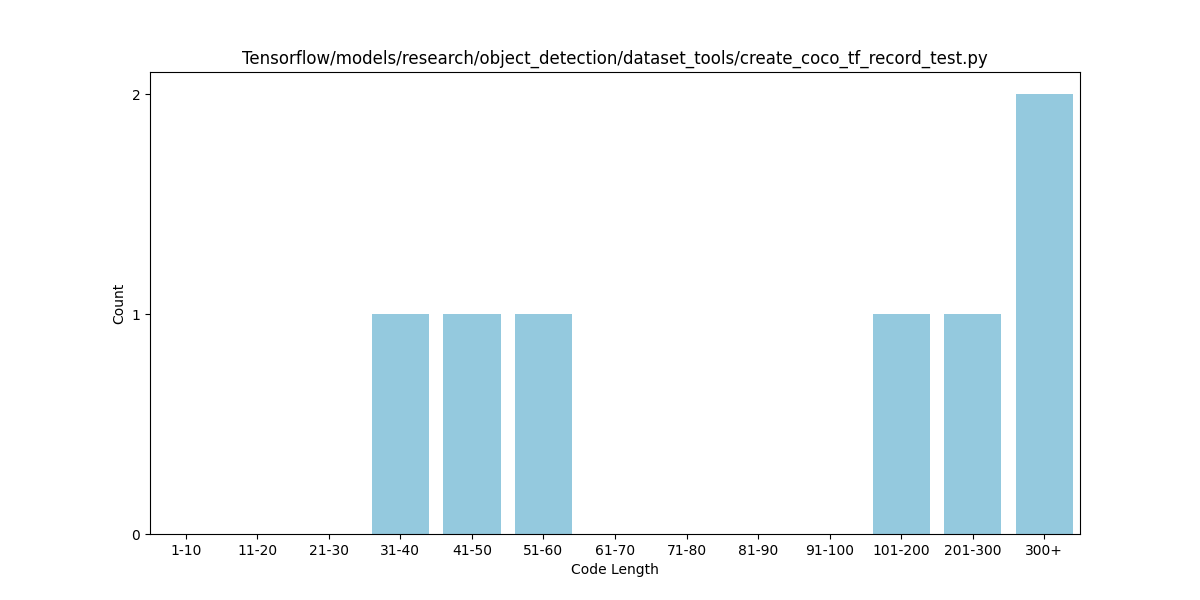 Tensorflow/models/research/object_detection/dataset_tools/create_coco_tf_record_test.py
2
1
0
Count
1-10 11-20 21-30 31-40 41-50 51-60 61-70 71-80 81-90 91-100 101-200 201-300 300+
Code Length